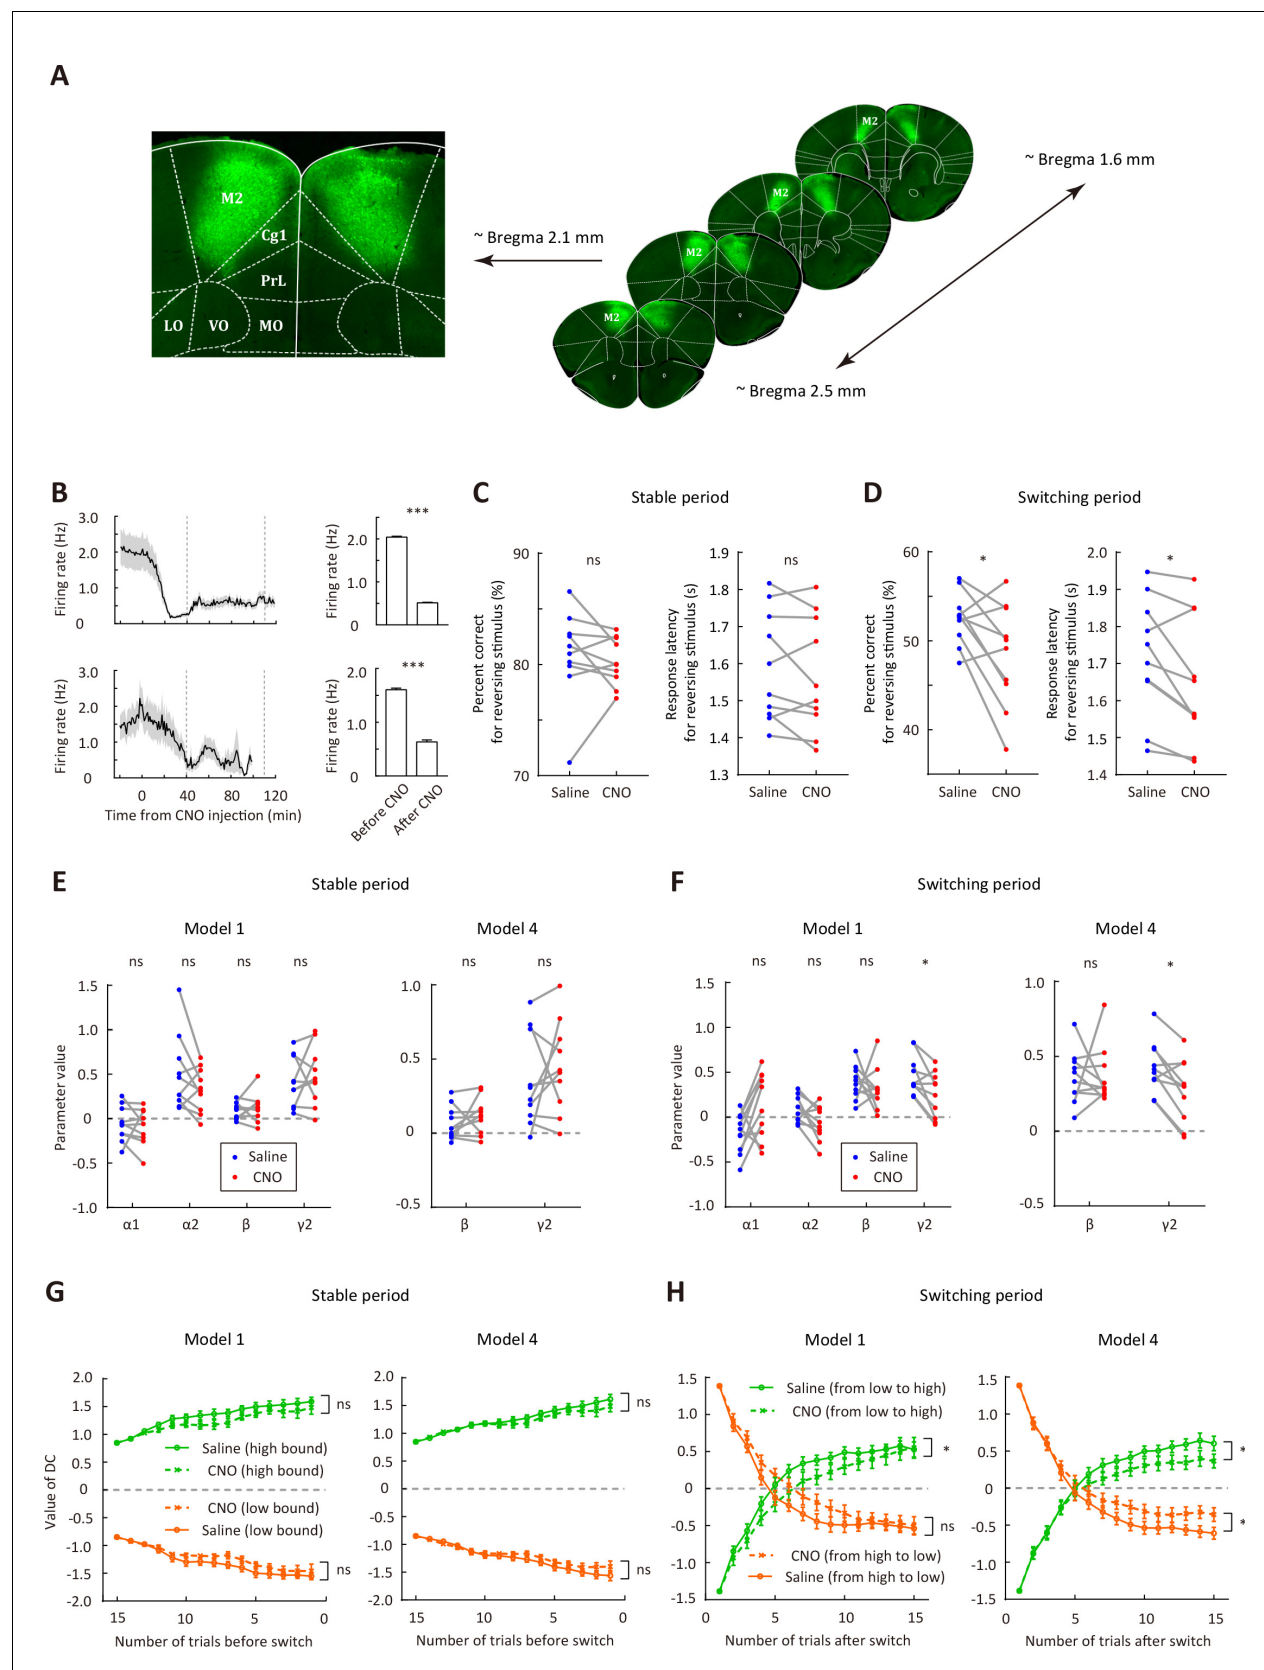 A
M2
Cg1
PrL
LO
VO
MO
~ Bregma 2.1 mm
M2
M2
M2
M2
~ Bregma 1.6 mm
~ Bregma 2.5 mm
B
Firing rate (Hz)
3.0
2.0
1.0
0
Firing rate (Hz)
3.0
2.0
1.0
0
***
Firing rate (Hz)
3.0
2.0
1.0
0
0 40 80 120
Time from CNO injection (min)
Firing rate (Hz)
2.0
1.0
0
***
Before CNO
After CNO
C
Stable period
Percent correct
for reversing stimulus (%)
90
80
70
ns
Saline CNO
Response latency
for reversing stimulus (s)
1.9
1.8
1.7
1.6
1.5
1.4
1.3
ns
Saline CNO
D
Switching period
Percent correct
for reversing stimulus (%)
60
50
40
*
Saline CNO
Response latency
for reversing stimulus (s)
2.0
1.9
1.8
1.7
1.6
1.5
1.4
*
Saline CNO
E
Stable period
Model 1
ns ns ns ns
Parameter value
1.5
1.0
0.5
0
-0.5
-1.0
Saline
CNO
α1 α2 β γ2
Model 4
ns ns
1.0
0.5
0
-0.5
β γ2
F
Switching period
Model 1
ns ns ns *
Parameter value
1.5
1.0
0.5
0
-0.5
-1.0
Saline
CNO
α1 α2 β γ2
Model 4
ns *
1.0
0.5
0
-0.5
β γ2
G
Stable period
Model 1
Value of DC
2.0
1.5
1.0
0.5
0
-0.5
-1.0
-1.5
-2.0
ns
Saline (high bound)
CNO (high bound)
CNO (low bound)
Saline (low bound)
ns
15 10 5 0
Number of trials before switch
Model 4
2.0
1.5
1.0
0.5
0
-0.5
-1.0
-1.5
-2.0
ns
ns
15 10 5 0
Number of trials before switch
H
Switching period
Model 1
1.5
1.0
0.5
0
-0.5
-1.0
-1.5
Saline (from low to high)
CNO (from low to high)
*
ns
CNO (from high to low)
Saline (from high to low)
0 5 10 15
Number of trials after switch
Model 4
1.5
1.0
0.5
0
-0.5
-1.0
-1.5
*
*
0 5 10 15
Number of trials after switch